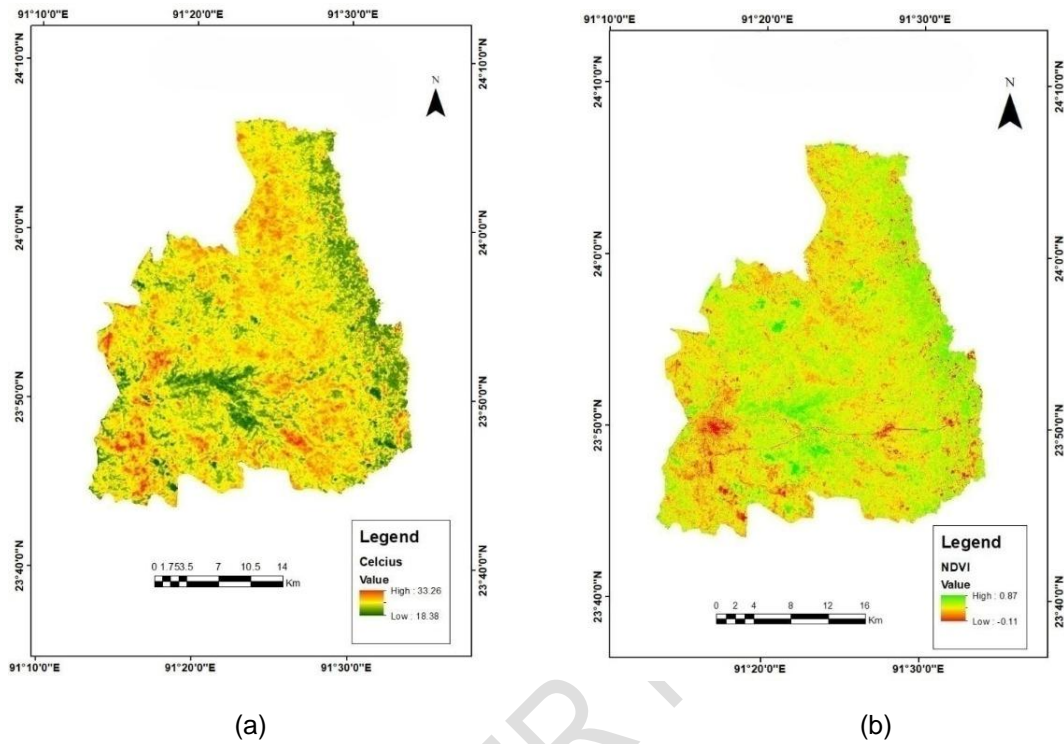 91°10'0"E 91°20'0"E 91°30'0"E
24°10'0"N 24°10'0"N
N
24°0'0"N 24°0'0"N
23°50'0"N 23°50'0"N
23°40'0"N 23°40'0"N
Legend
Celcius
Value
High : 33.26
Low : 18.38
0 1.753.5 7 10.5 14
Km
91°10'0"E 91°20'0"E 91°30'0"E
(a)
91°10'0"E 91°20'0"E 91°30'0"E
24°10'0"N 24°10'0"N
N
24°0'0"N 24°0'0"N
23°50'0"N 23°50'0"N
23°40'0"N 23°40'0"N
Legend
NDVI
Value
High : 0.87
Low : -0.11
0 2 4 8 12 16
Km
91°20'0"E 91°30'0"E
(b)